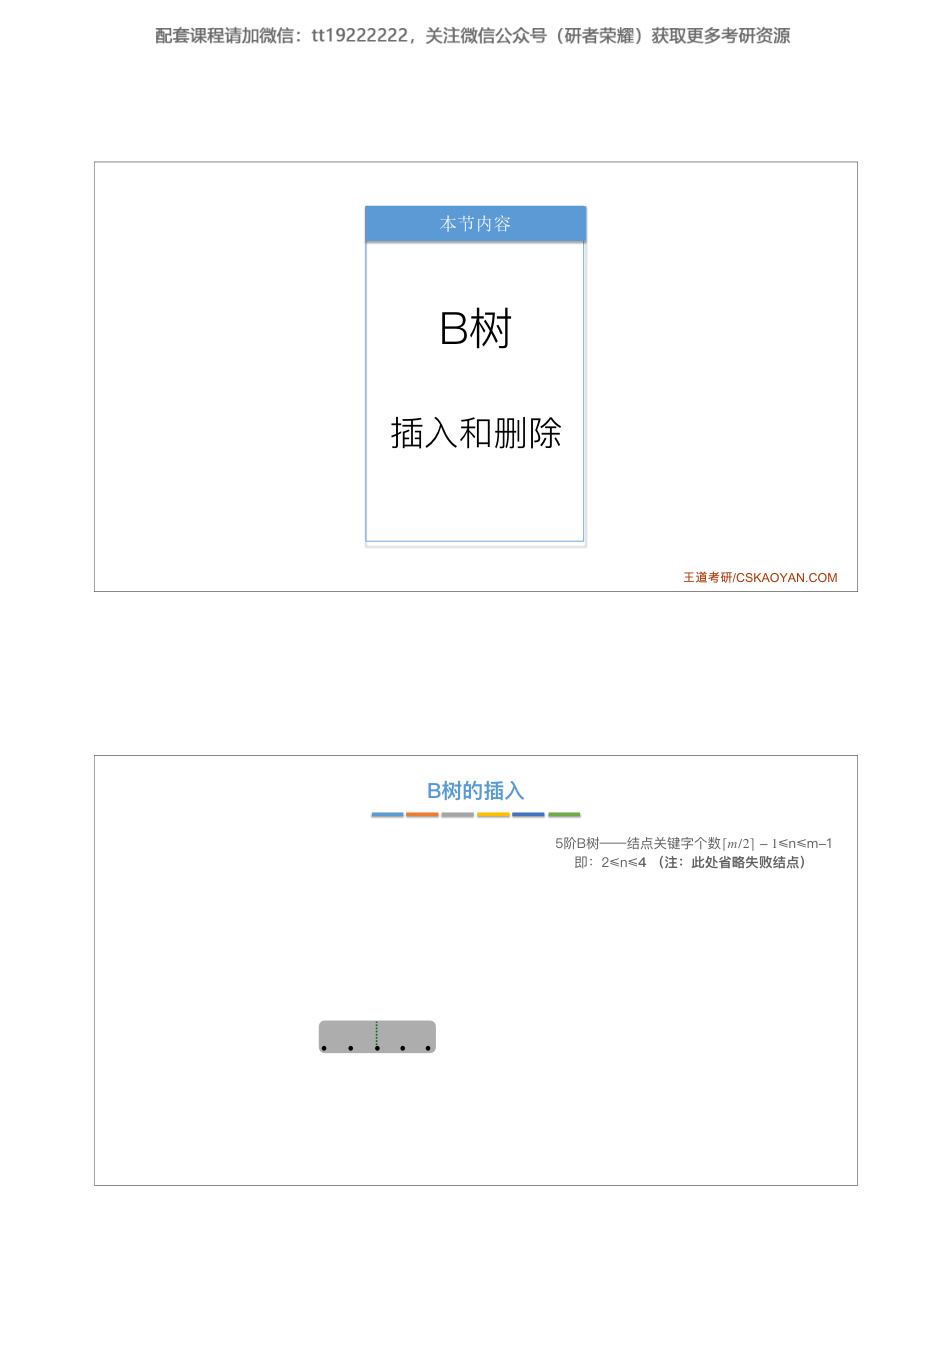 配套课程请加微信：tt19222222，关注微信公众号（研者荣耀）获取更多考研资源
本节内容
B树
插入和删除
王道考研/CSKAOYAN.COM
B树的插入
5阶B树——结点关键字个数⌈m/2⌉ – 1≤n≤m–1
即：2≤n≤4 （注：此处省略失败结点）